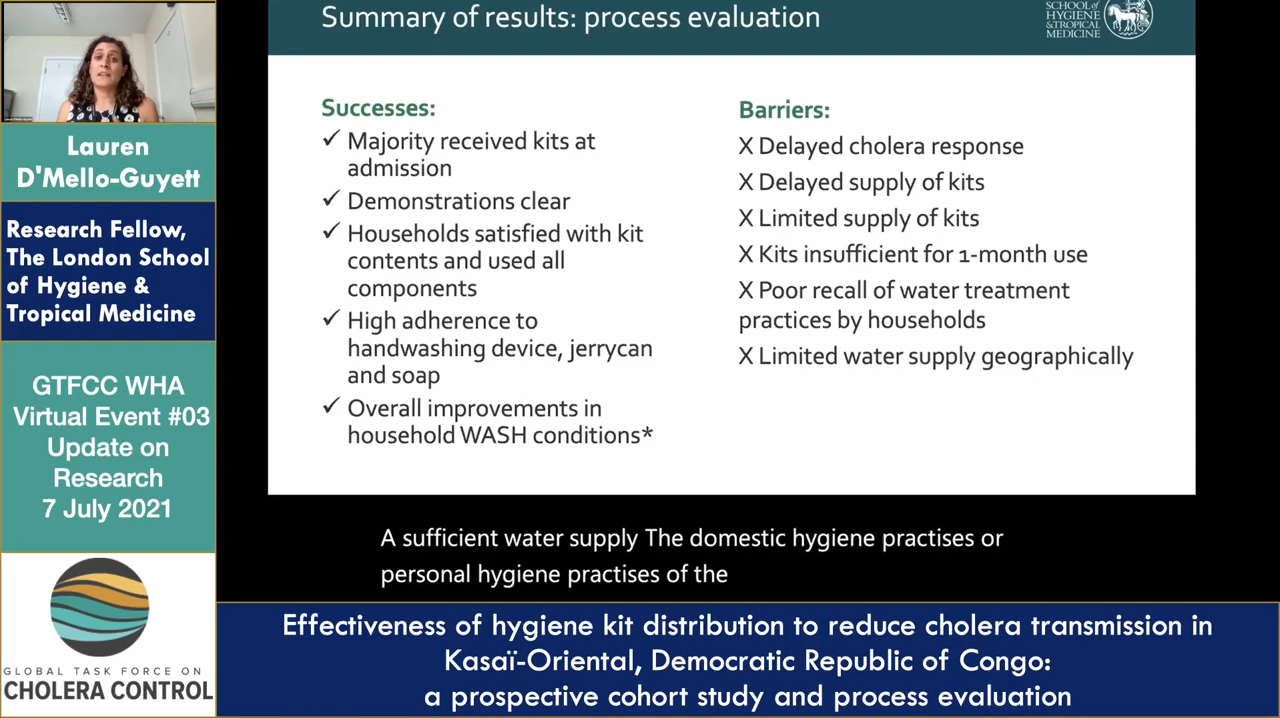 Summary of results: process evaluation
SCHOOL of
HYGIENE
&TROPICAL
MEDICINE
Successes:
✓ Majority received kits at
admission
✓ Demonstrations clear
✓ Households satisfied with kit
contents and used all
components
✓ High adherence to
handwashing device, jerrycan
and soap
✓ Overall improvements in
household WASH conditions*
Barriers:
X Delayed cholera response
X Delayed supply of kits
X Limited supply of kits
X Kits insufficient for 1-month use
X Poor recall of water treatment
practices by households
X Limited water supply geographically
Lauren
D'Mello-Guyett
Research Fellow,
The London School
of Hygiene &
Tropical Medicine
GTFCC WHA
Virtual Event #03
Update on
Research
7 July 2021
GLOBAL TASK FORCE ON
CHOLERA CONTROL
A sufficient water supply The domestic hygiene practises or
personal hygiene practises of the
Effectiveness of hygiene kit distribution to reduce cholera transmission in
Kasaï-Oriental, Democratic Republic of Congo:
a prospective cohort study and process evaluation